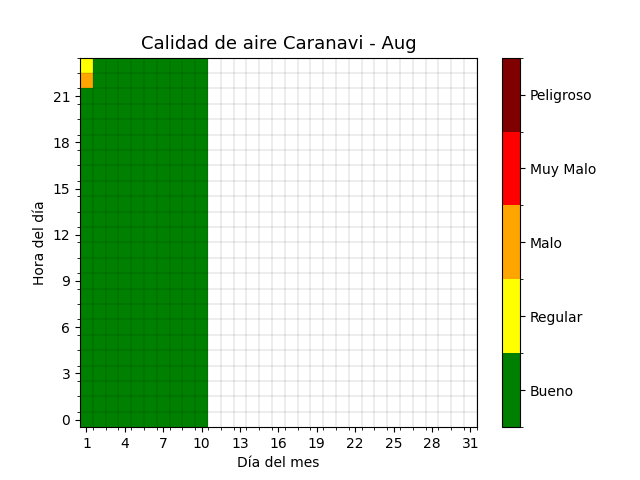 Calidad de aire Caranavi - Aug
Hora del día
21
18
15
12
9
6
3
0
1 4 7 10 13 16 19 22 25 28 31
Día del mes
Peligroso
Muy Malo
Malo
Regular
Bueno